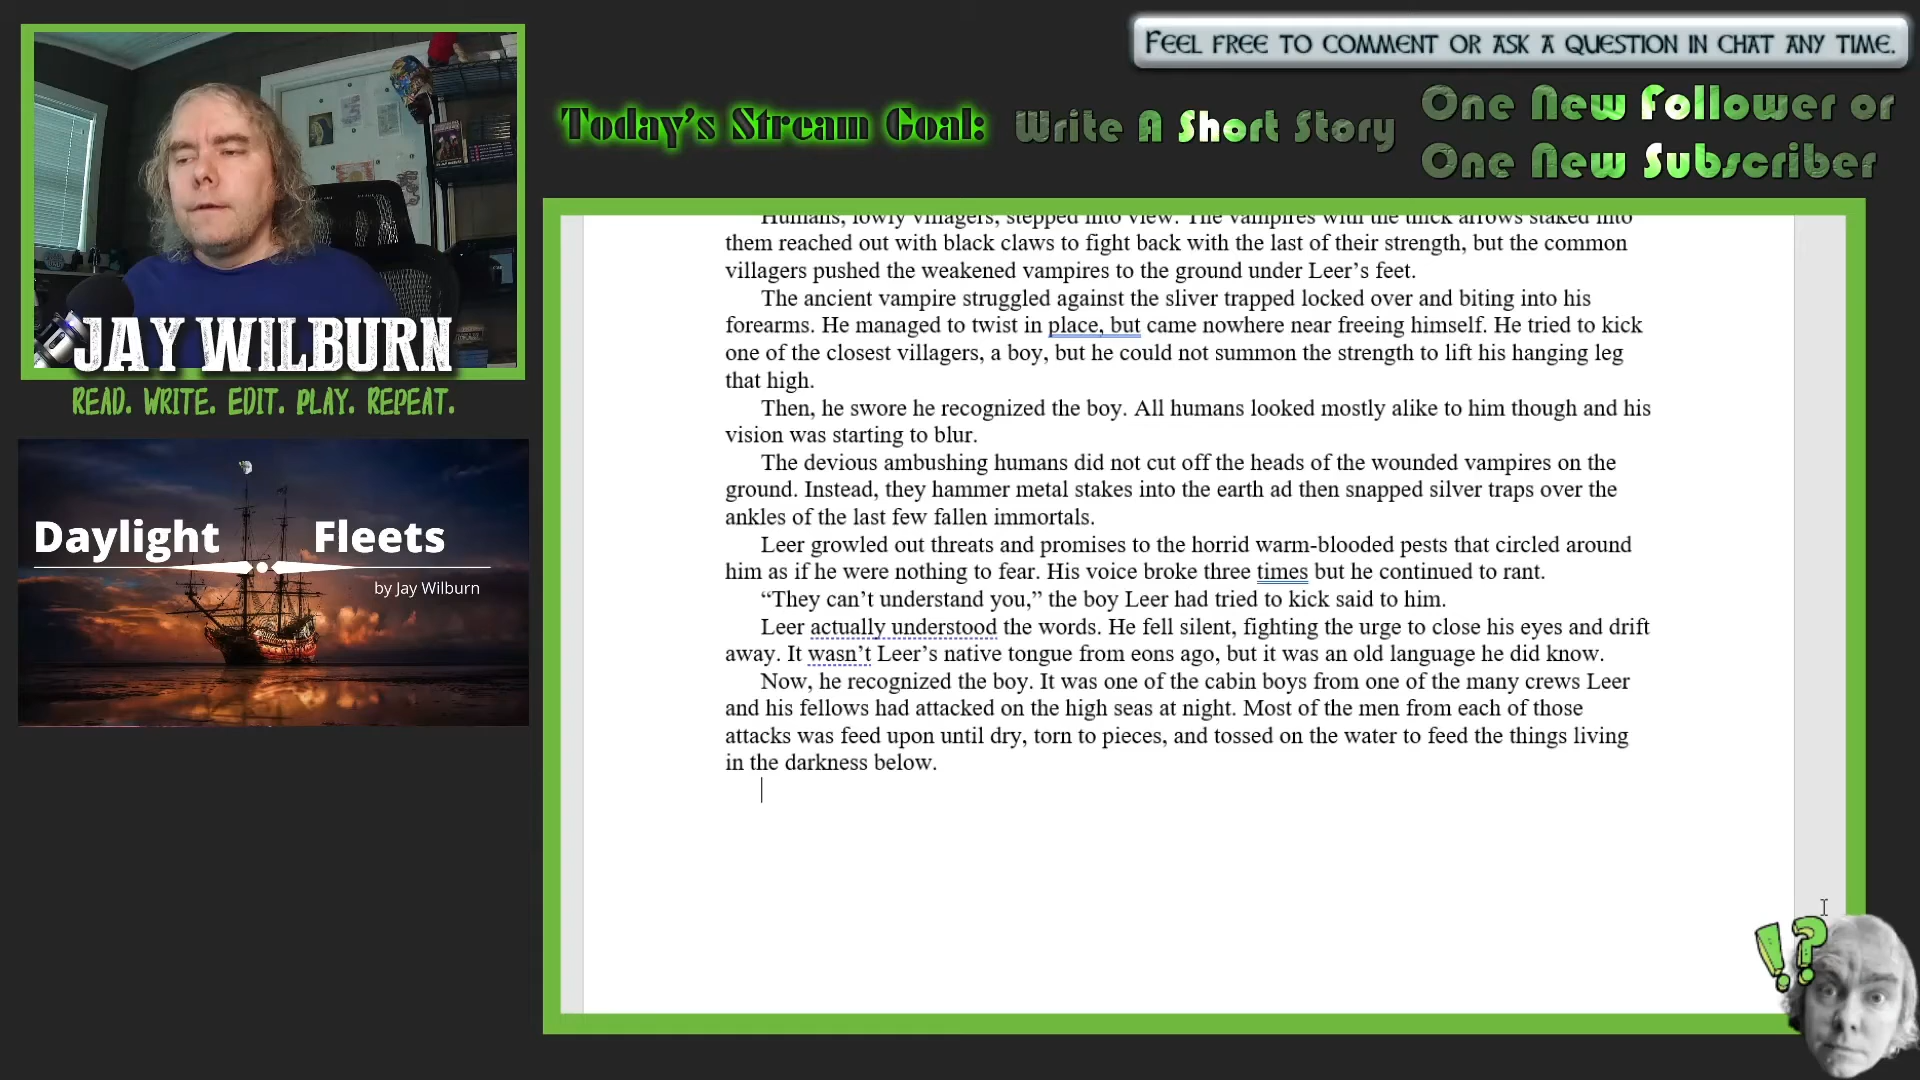 FEEL FREE TO COMMENT OR ASK A QUESTION IN CHAT ANY TIME.
Today's Stream Goal:
Write A Short Story
One New Follower or
One New Subscriber
JAY WILBURN
READ. WRITE. EDIT. PLAY. REPEAT.
Daylight Fleets
by Jay Wilburn
Humans, lowly villagers, stepped into view. The vampires with the thick arrows staked into
them reached out with black claws to fight back with the last of their strength, but the common
villagers pushed the weakened vampires to the ground under Leer’s feet.
The ancient vampire struggled against the sliver trapped locked over and biting into his
forearms. He managed to twist in place, but came nowhere near freeing himself. He tried to kick
one of the closest villagers, a boy, but he could not summon the strength to lift his hanging leg
that high.
Then, he swore he recognized the boy. All humans looked mostly alike to him though and his
vision was starting to blur.
The devious ambushing humans did not cut off the heads of the wounded vampires on the
ground. Instead, they hammer metal stakes into the earth ad then snapped silver traps over the
ankles of the last few fallen immortals.
Leer growled out threats and promises to the horrid warm-blooded pests that circled around
him as if he were nothing to fear. His voice broke three times but he continued to rant.
“They can’t understand you,” the boy Leer had tried to kick said to him.
Leer actually understood the words. He fell silent, fighting the urge to close his eyes and drift
away. It wasn’t Leer’s native tongue from eons ago, but it was an old language he did know.
Now, he recognized the boy. It was one of the cabin boys from one of the many crews Leer
and his fellows had attacked on the high seas at night. Most of the men from each of those
attacks was feed upon until dry, torn to pieces, and tossed on the water to feed the things living
in the darkness below.
!?